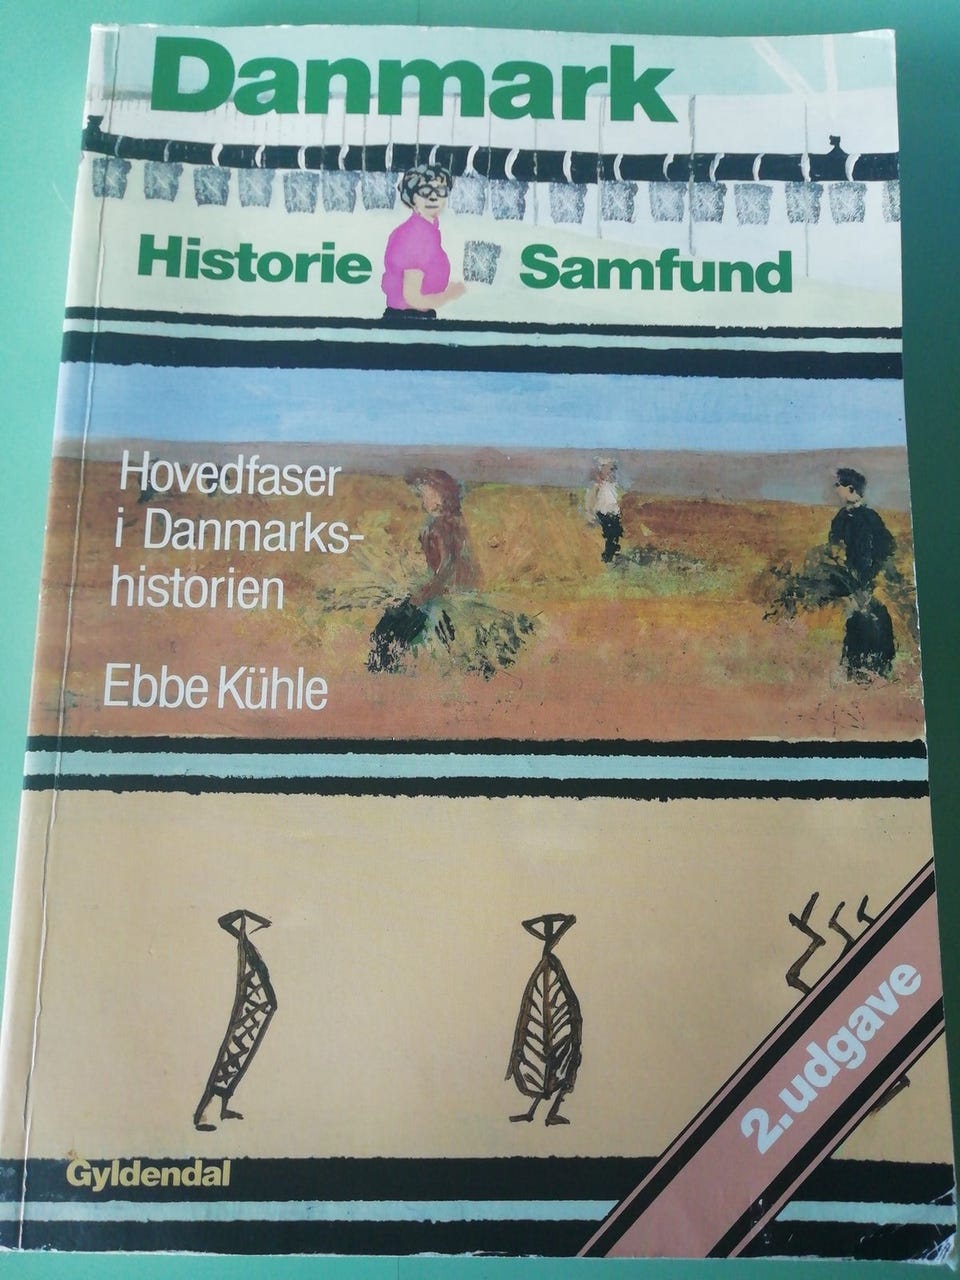 Danmark
Historie Samfund
Hovedfaser
i Danmarks-
historien
Ebbe Kühle
2. udgave
Gyldendal